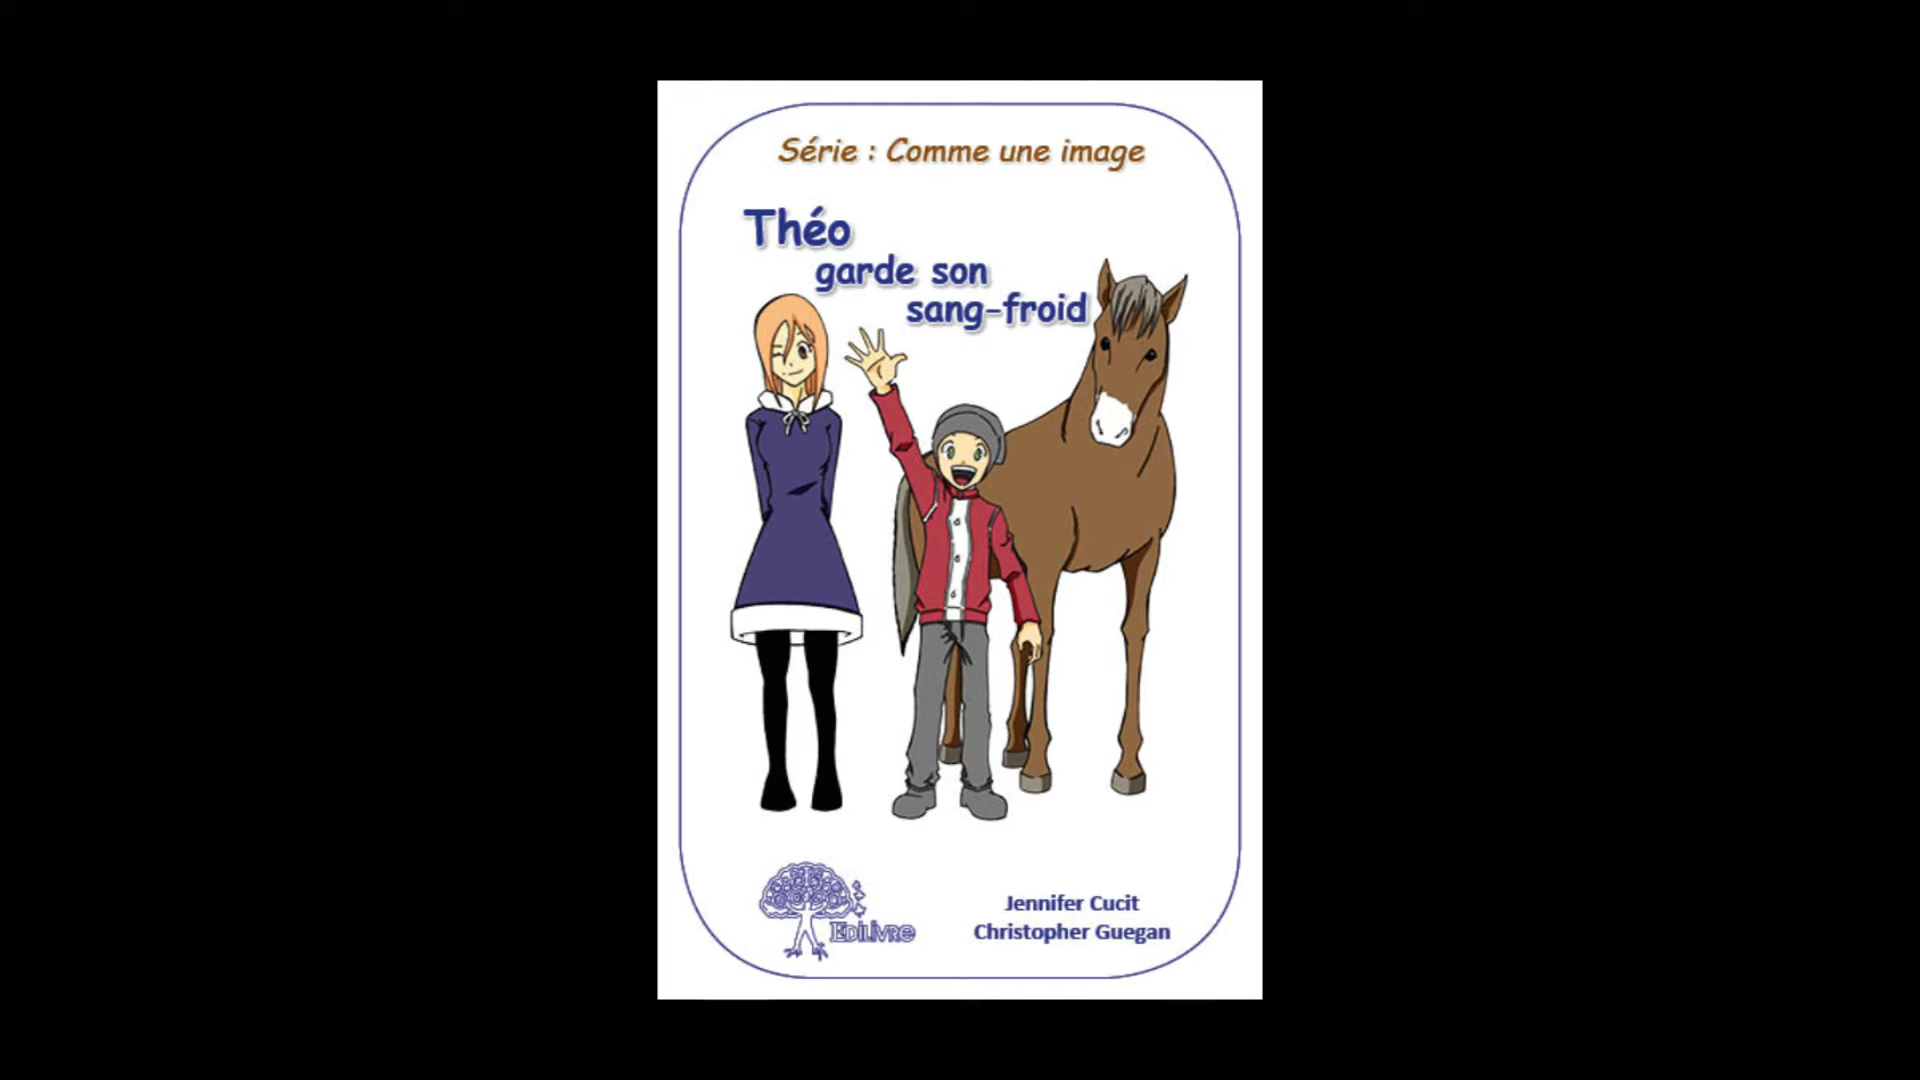 Série : Comme une image
Théo
garde son
sang-froid
EDILIVRE
Jennifer Cucit
Christopher Guegan